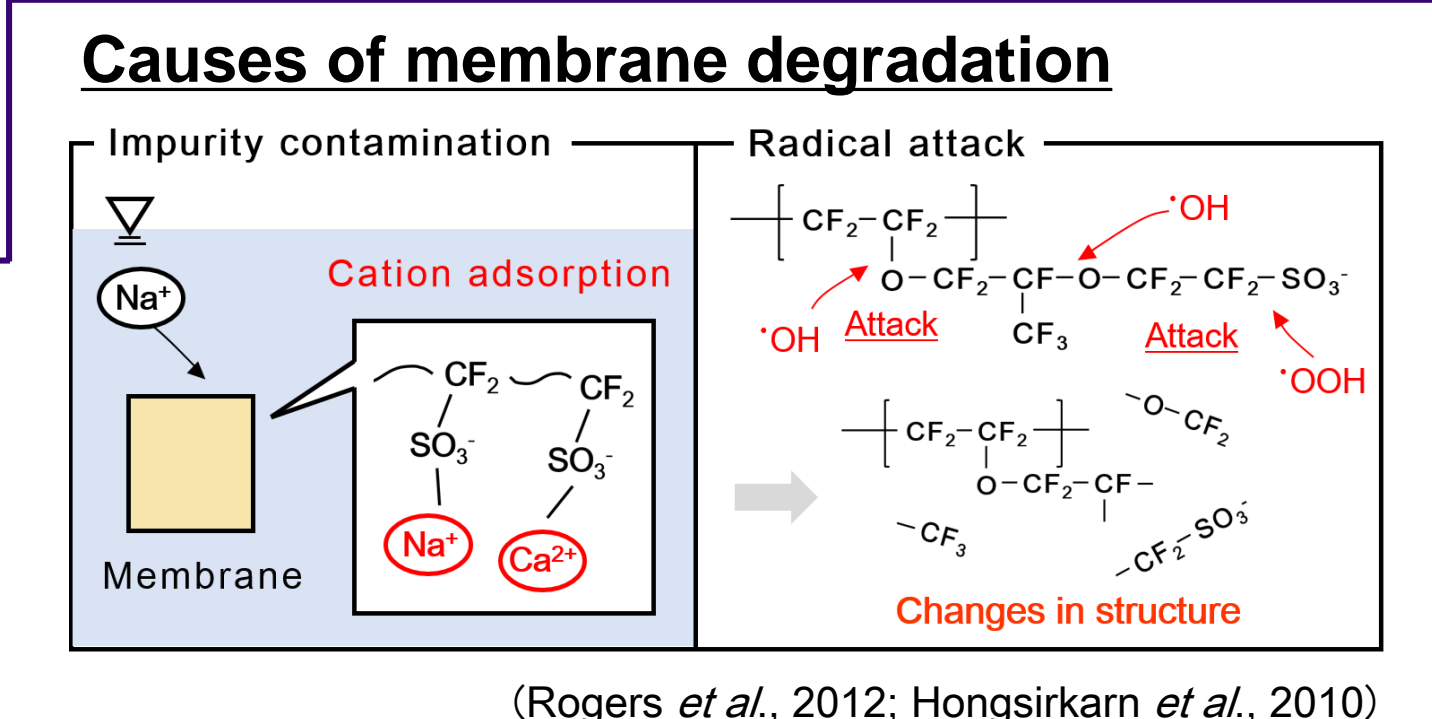 Causes of membrane degradation
Impurity contamination
Na⁺
Cation adsorption
CF₂
CF₂
SO₃⁻
SO₃⁻
Na⁺
Ca²⁺
Membrane
Radical attack
CF₂–CF₂
˙OH
O–CF₂–CF–O–CF₂–CF₂–SO₃⁻
CF₃
˙OH
Attack
Attack
˙OOH
–O–CF₂
CF₂–CF₂
O–CF₂–CF–
–CF₃
–CF₂–SO₃⁻
Changes in structure
(Rogers et al., 2012; Hongsirkarn et al., 2010)